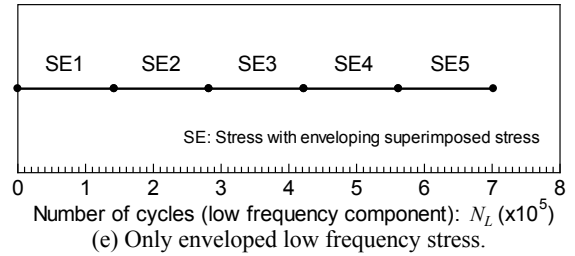 SE1 SE2 SE3 SE4 SE5
SE: Stress with enveloping superimposed stress
0 1 2 3 4 5 6 7 8
Number of cycles (low frequency component): N_L (x10^5)
(e) Only enveloped low frequency stress.